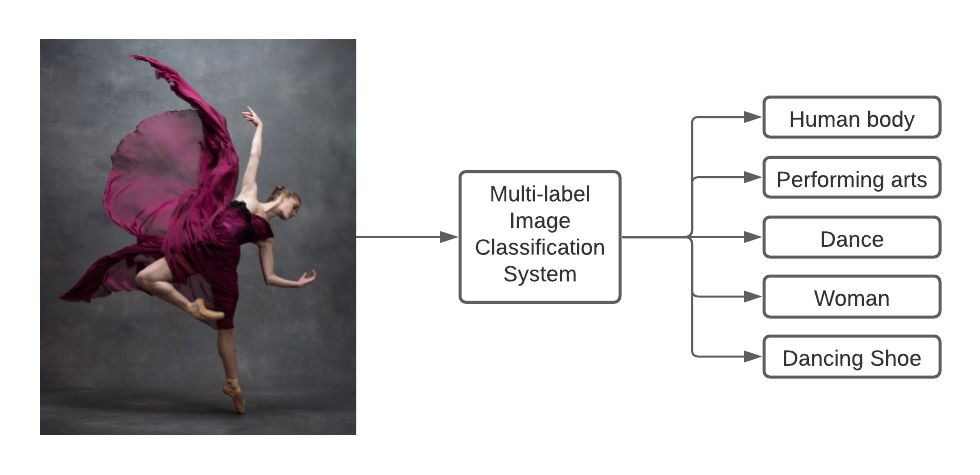 Multi-label
Image
Classification
System
Human body
Performing arts
Dance
Woman
Dancing Shoe